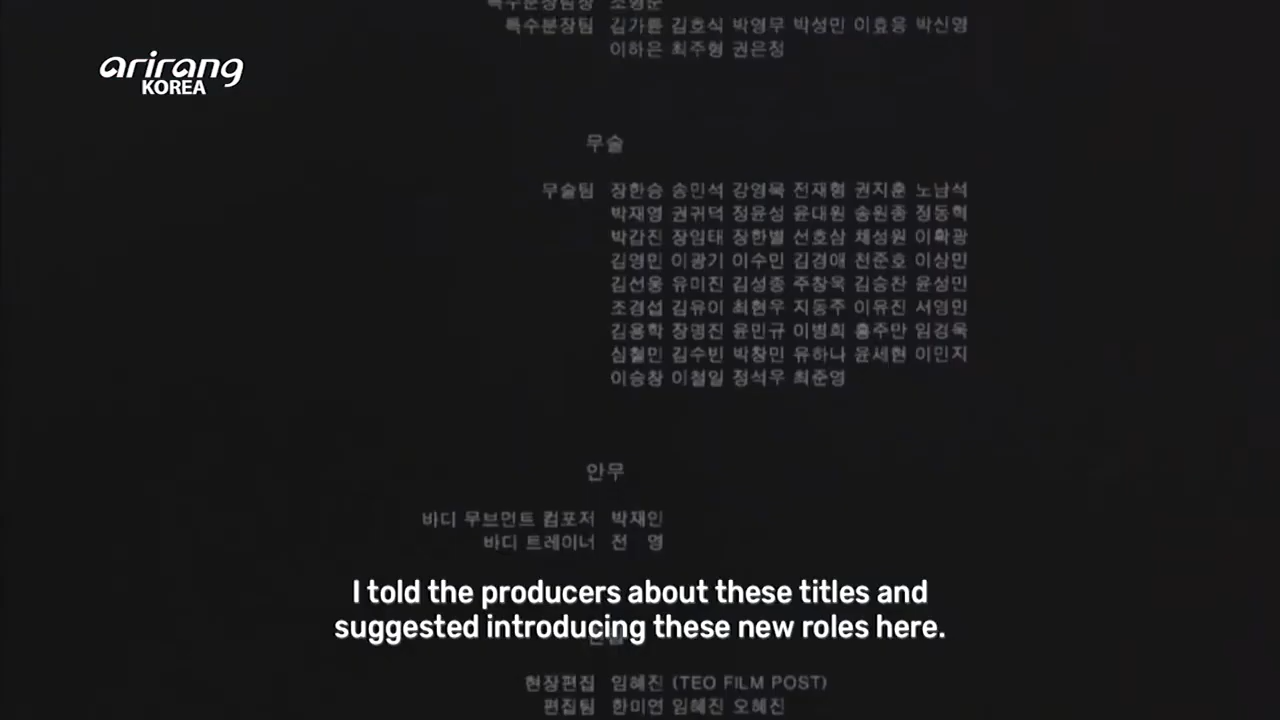 arirang
KOREA
특수분장팀장 조형준
특수분장팀 김가튼 김호식 박영무 박성민 이효응 박신영
이하은 최주형 권은정
무술
무술팀 장한승 송민석 강영묵 전재형 권지훈 노남석
박재영 권귀덕 정윤성 윤대원 송원종 정동혁
박갑진 장임태 장한별 선호삼 채성원 이확광
김영민 이광기 이수민 김경애 천준호 이상민
김선웅 유미진 김성종 주창욱 김승찬 윤성민
조경섭 김유이 최현우 지동주 이유진 서영민
김용학 장명진 윤민규 이병희 홍주만 임경욱
심철민 김수빈 박창민 유하나 윤세현 이민지
이승창 이철일 정석우 최준영
안무
바디 무브먼트 컴포저 박재인
바디 트레이너 전 영
I told the producers about these titles and
suggested introducing these new roles here.
현장편집 임혜진 (TEO FILM POST)
편집팀 한미연 임혜진 오혜진